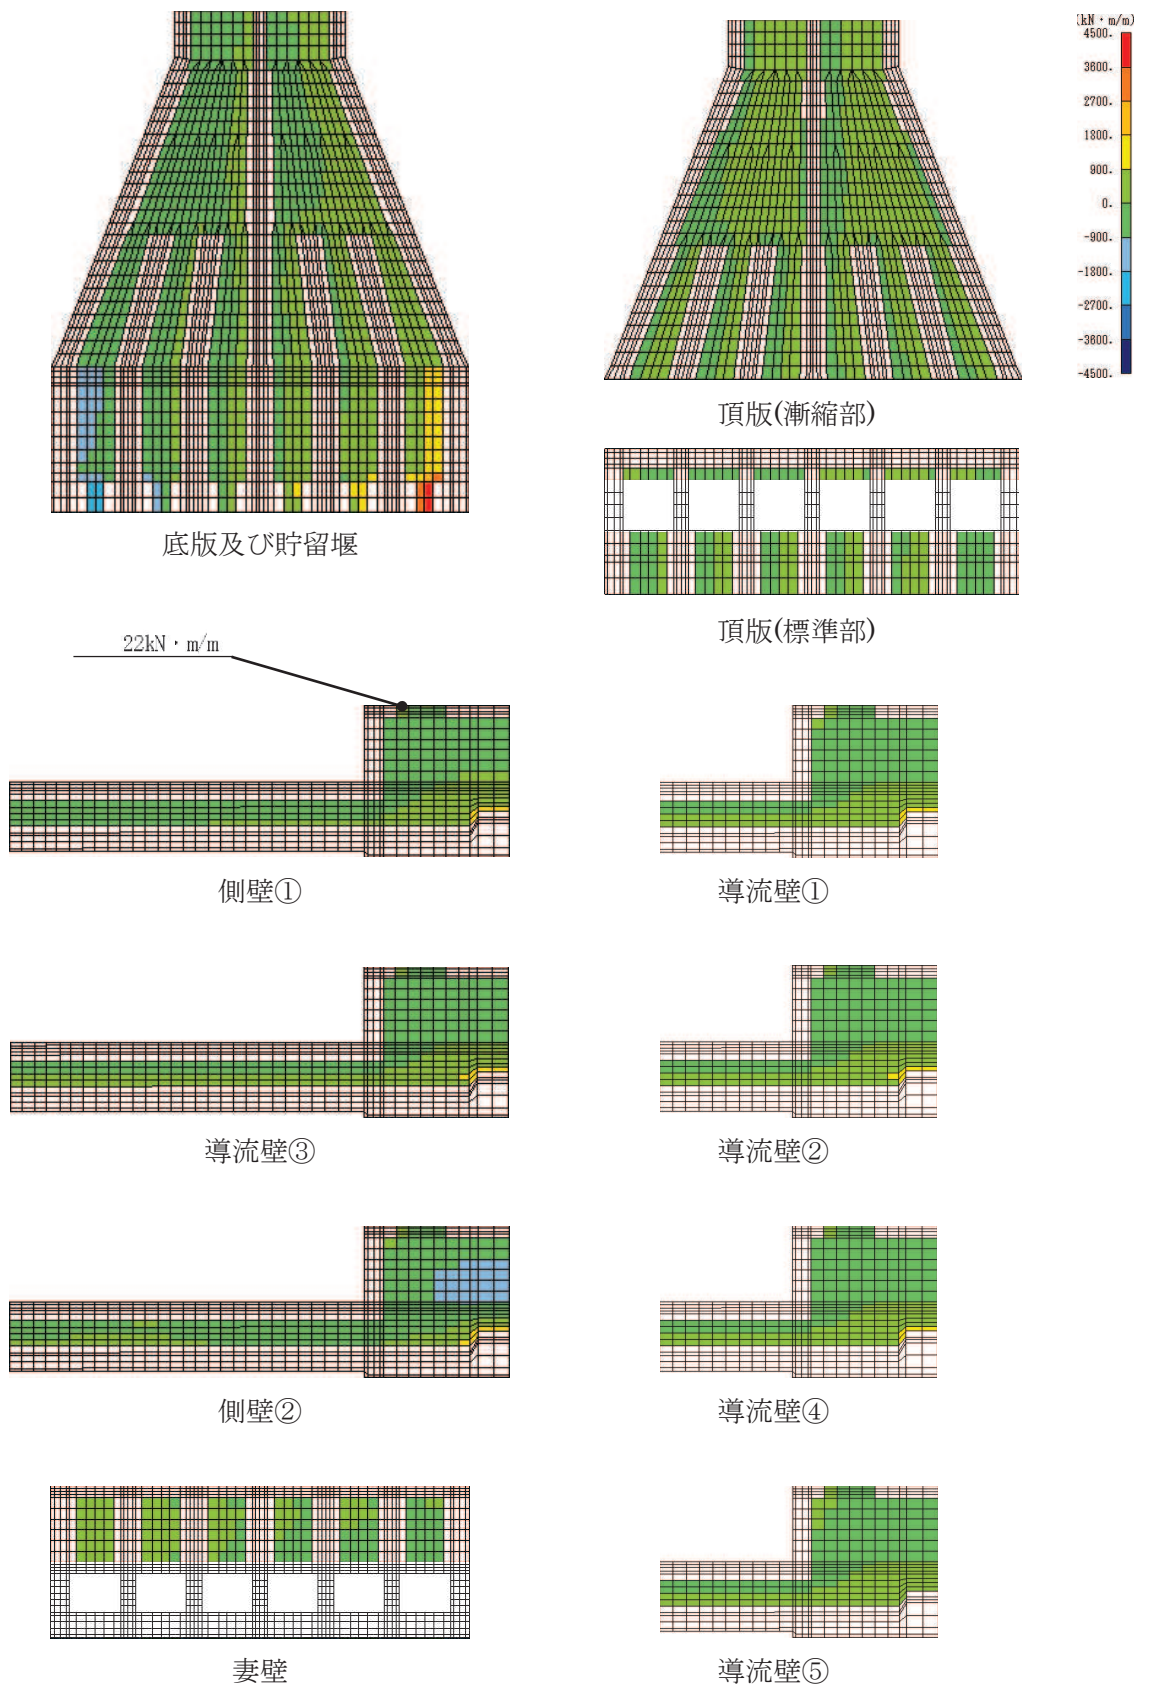 (kN・m/m)
4500.
3600.
2700.
1800.
900.
0.
-900.
-1800.
-2700.
-3600.
-4500.
頂版(漸縮部)
底版及び貯留堰
頂版(標準部)
22kN・m/m
側壁①
導流壁①
導流壁③
導流壁②
側壁②
導流壁④
妻壁
導流壁⑤